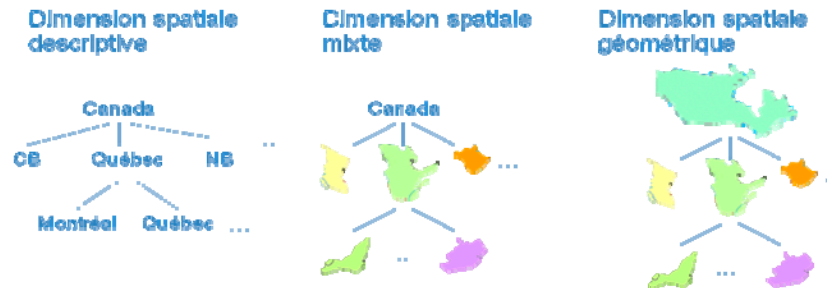 Dimension spatiale
descriptive
Canada
CB Québec NB ..
Montréal Québec ...
Dimension spatiale
mixte
Canada
...
..
Dimension spatiale
géométrique
...